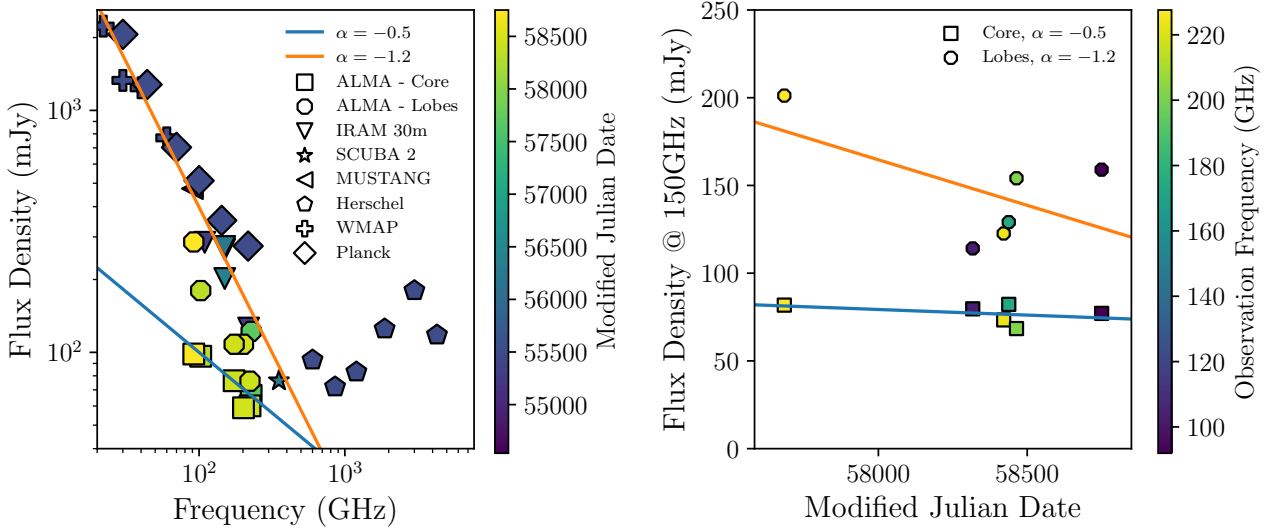 Flux Density (mJy)
10³
10²
10²
10³
Frequency (GHz)
α = −0.5
α = −1.2
ALMA - Core
ALMA - Lobes
IRAM 30m
SCUBA 2
MUSTANG
Herschel
WMAP
Planck
58500
58000
57500
57000
56500
56000
55500
55000
Modified Julian Date
Flux Density @ 150GHz (mJy)
250
200
150
100
50
0
58000
58500
Modified Julian Date
Core, α = −0.5
Lobes, α = −1.2
220
200
180
160
140
120
100
Observation Frequency (GHz)